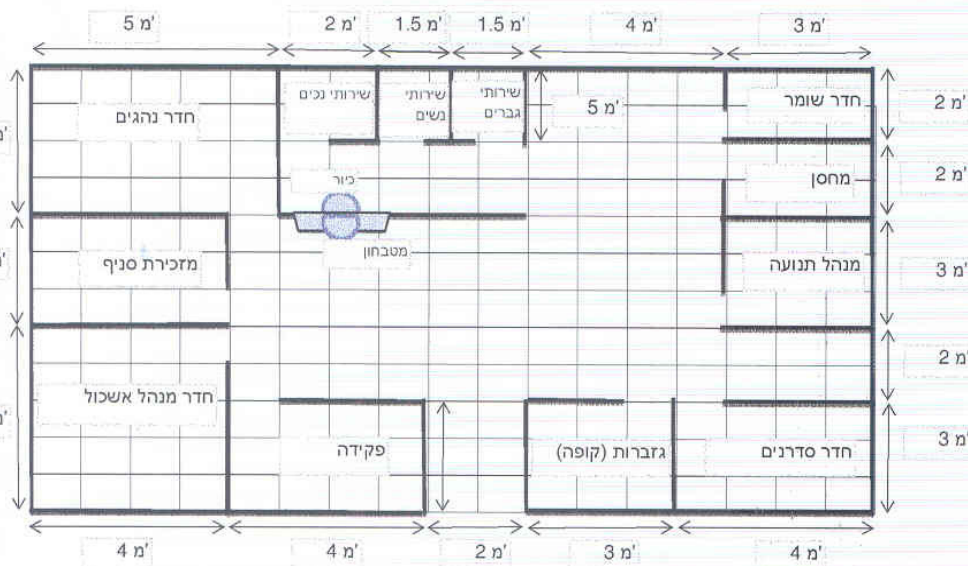 5 מ'
2 מ'
1.5 מ'
1.5 מ'
4 מ'
3 מ'
חדר נהגים
שירותי נכים
שירותי
נשים
שירותי
גברים
5 מ'
חדר שומר
2 מ'
כיור
מחסן
2 מ'
מטבחון
מזכירת סניף
מנהל תנועה
3 מ'
2 מ'
חדר מנהל אשכול
פקידה
גזברות (קופה)
חדר סדרנים
3 מ'
4 מ'
4 מ'
2 מ'
3 מ'
4 מ'